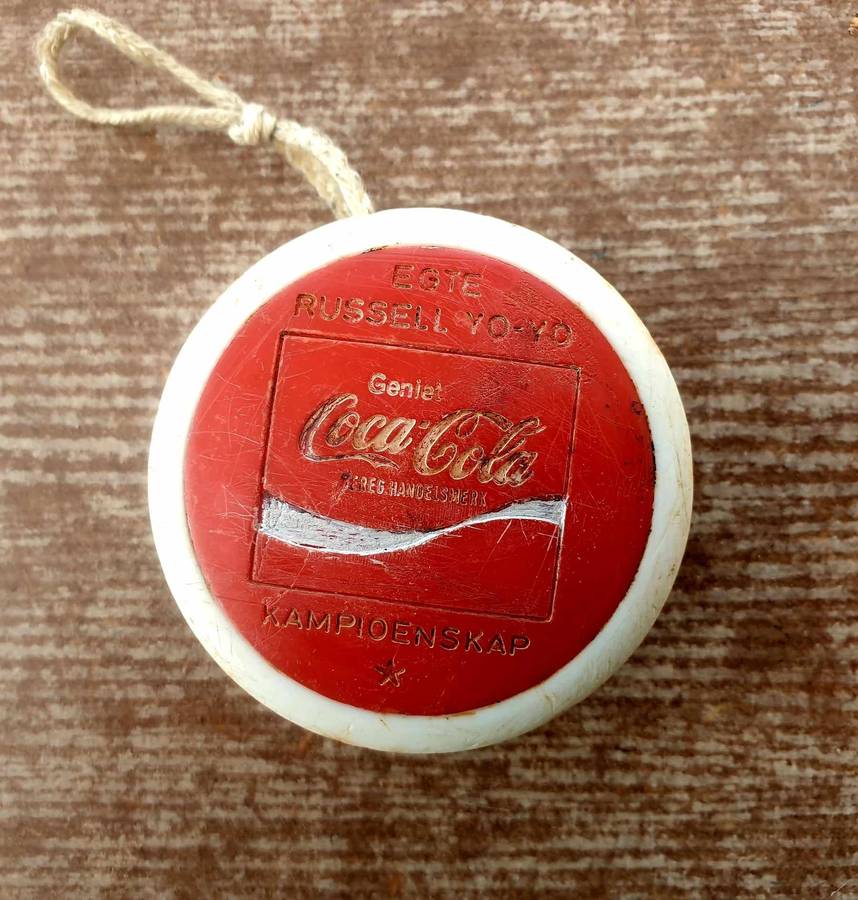 EGTE
RUSSELL YO-YO
Geniet
Coca-Cola
GEREG. HANDELSMERK
KAMPIOENSKAP